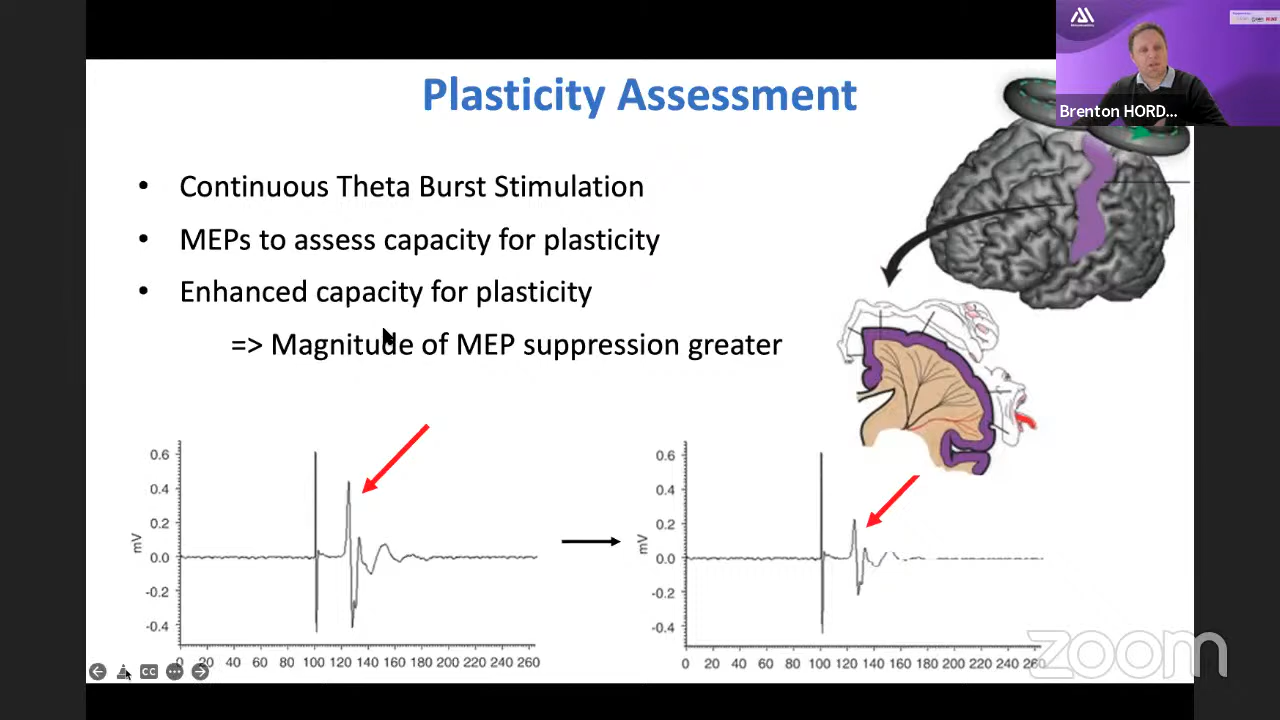 Plasticity Assessment
Brenton HORD...
• Continuous Theta Burst Stimulation
• MEPs to assess capacity for plasticity
• Enhanced capacity for plasticity
=> Magnitude of MEP suppression greater
mV
0.6
0.4
0.2
0.0
-0.2
-0.4
0 20 40 60 80 100 120 140 160 180 200 220 240 260
mV
0.6
0.4
0.2
0.0
-0.2
-0.4
0 20 40 60 80 100 120 140 160 180 200 220 240 260
CC
zoom